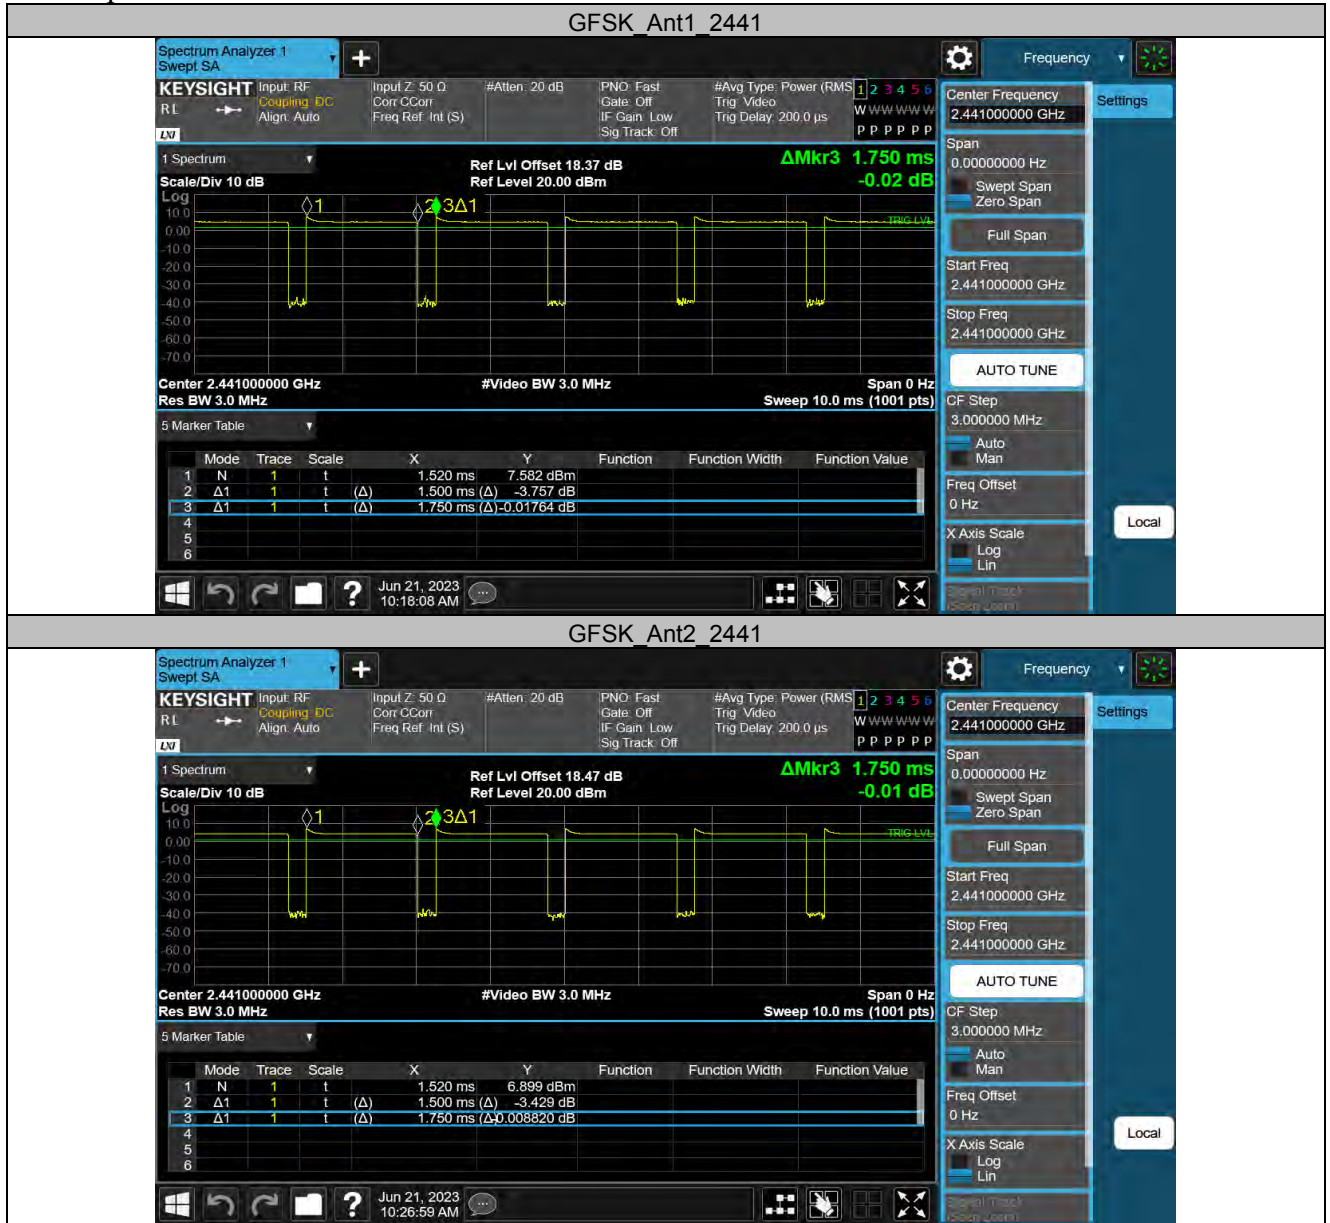 GFSK_Ant1_2441
Spectrum Analyzer 1
Swept SA
Frequency
KEYSIGHT
RL
LXI
Input: RF
Coupling: DC
Align: Auto
Input Z: 50 Ω
Corr CCorr
Freq Ref: Int (S)
#Atten: 20 dB
PNO: Fast
Gate: Off
IF Gain: Low
Sig Track: Off
#Avg Type: Power (RMS
Trig: Video
Trig Delay: 200.0 µs
1 2 3 4 5 6
W W W W W W
P P P P P P
1 Spectrum
Scale/Div 10 dB
Ref Lvl Offset 18.37 dB
Ref Level 20.00 dBm
ΔMkr3 1.750 ms
-0.02 dB
Log
10.0
0.00
-10.0
-20.0
-30.0
-40.0
-50.0
-60.0
-70.0
1
2
3Δ1
TRIG LVL
Center 2.441000000 GHz
Res BW 3.0 MHz
#Video BW 3.0 MHz
Span 0 Hz
Sweep 10.0 ms (1001 pts)
5 Marker Table
Mode Trace Scale X Y Function Function Width Function Value
1 N 1 t 1.520 ms 7.582 dBm
2 Δ1 1 t (Δ) 1.500 ms (Δ) -3.757 dB
3 Δ1 1 t (Δ) 1.750 ms (Δ) -0.01764 dB
4
5
6
Jun 21, 2023
10:18:08 AM
Center Frequency
2.441000000 GHz
Settings
Span
0.00000000 Hz
Swept Span
Zero Span
Full Span
Start Freq
2.441000000 GHz
Stop Freq
2.441000000 GHz
AUTO TUNE
CF Step
3.000000 MHz
Auto
Man
Freq Offset
0 Hz
X Axis Scale
Log
Lin
Signal Track
(Span Zoom)
Local
GFSK_Ant2_2441
Spectrum Analyzer 1
Swept SA
Frequency
KEYSIGHT
RL
LXI
Input: RF
Coupling: DC
Align: Auto
Input Z: 50 Ω
Corr CCorr
Freq Ref: Int (S)
#Atten: 20 dB
PNO: Fast
Gate: Off
IF Gain: Low
Sig Track: Off
#Avg Type: Power (RMS
Trig: Video
Trig Delay: 200.0 µs
1 2 3 4 5 6
W W W W W W
P P P P P P
1 Spectrum
Scale/Div 10 dB
Ref Lvl Offset 18.47 dB
Ref Level 20.00 dBm
ΔMkr3 1.750 ms
-0.01 dB
Log
10.0
0.00
-10.0
-20.0
-30.0
-40.0
-50.0
-60.0
-70.0
1
2
3Δ1
TRIG LVL
Center 2.441000000 GHz
Res BW 3.0 MHz
#Video BW 3.0 MHz
Span 0 Hz
Sweep 10.0 ms (1001 pts)
5 Marker Table
Mode Trace Scale X Y Function Function Width Function Value
1 N 1 t 1.520 ms 6.899 dBm
2 Δ1 1 t (Δ) 1.500 ms (Δ) -3.429 dB
3 Δ1 1 t (Δ) 1.750 ms (Δ)-0.008820 dB
4
5
6
Jun 21, 2023
10:26:59 AM
Center Frequency
2.441000000 GHz
Settings
Span
0.00000000 Hz
Swept Span
Zero Span
Full Span
Start Freq
2.441000000 GHz
Stop Freq
2.441000000 GHz
AUTO TUNE
CF Step
3.000000 MHz
Auto
Man
Freq Offset
0 Hz
X Axis Scale
Log
Lin
Signal Track
Local